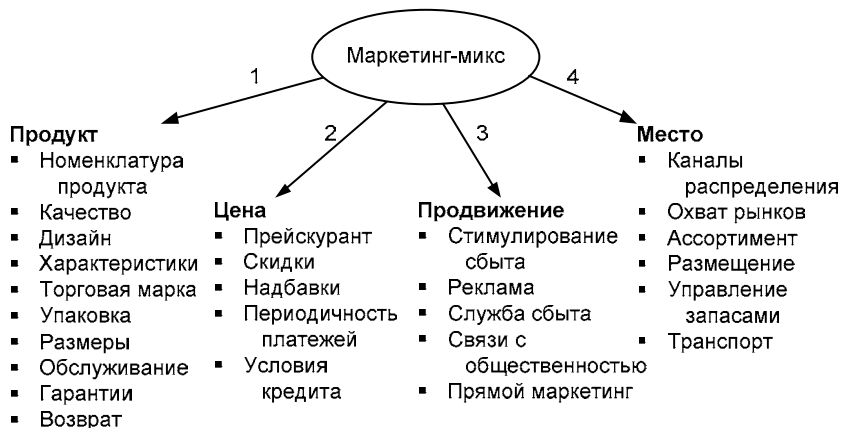 Маркетинг-микс
1
2
3
4
Продукт
▪ Номенклатура
продукта
▪ Качество
▪ Дизайн
▪ Характеристики
▪ Торговая марка
▪ Упаковка
▪ Размеры
▪ Обслуживание
▪ Гарантии
▪ Возврат
Цена
▪ Прейскурант
▪ Скидки
▪ Надбавки
▪ Периодичность
платежей
▪ Условия
кредита
Продвижение
▪ Стимулирование
сбыта
▪ Реклама
▪ Служба сбыта
▪ Связи с
общественностью
▪ Прямой маркетинг
Место
▪ Каналы
распределения
▪ Охват рынков
▪ Ассортимент
▪ Размещение
▪ Управление
запасами
▪ Транспорт